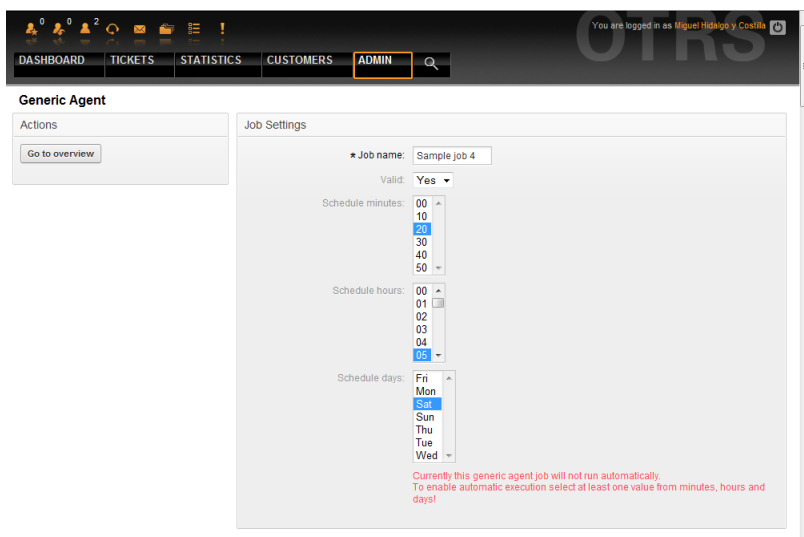 0 0 2 !
You are logged in as Miguel Hidalgo y Costilla
OTRS
DASHBOARD TICKETS STATISTICS CUSTOMERS ADMIN
Generic Agent
Actions
Job Settings
Go to overview
★ Job name: Sample job 4
Valid: Yes
Schedule minutes: 00
10
20
30
40
50
Schedule hours: 00
01
02
03
04
05
Schedule days: Fri
Mon
Sat
Sun
Thu
Tue
Wed
Currently this generic agent job will not run automatically.
To enable automatic execution select at least one value from minutes, hours and
days!